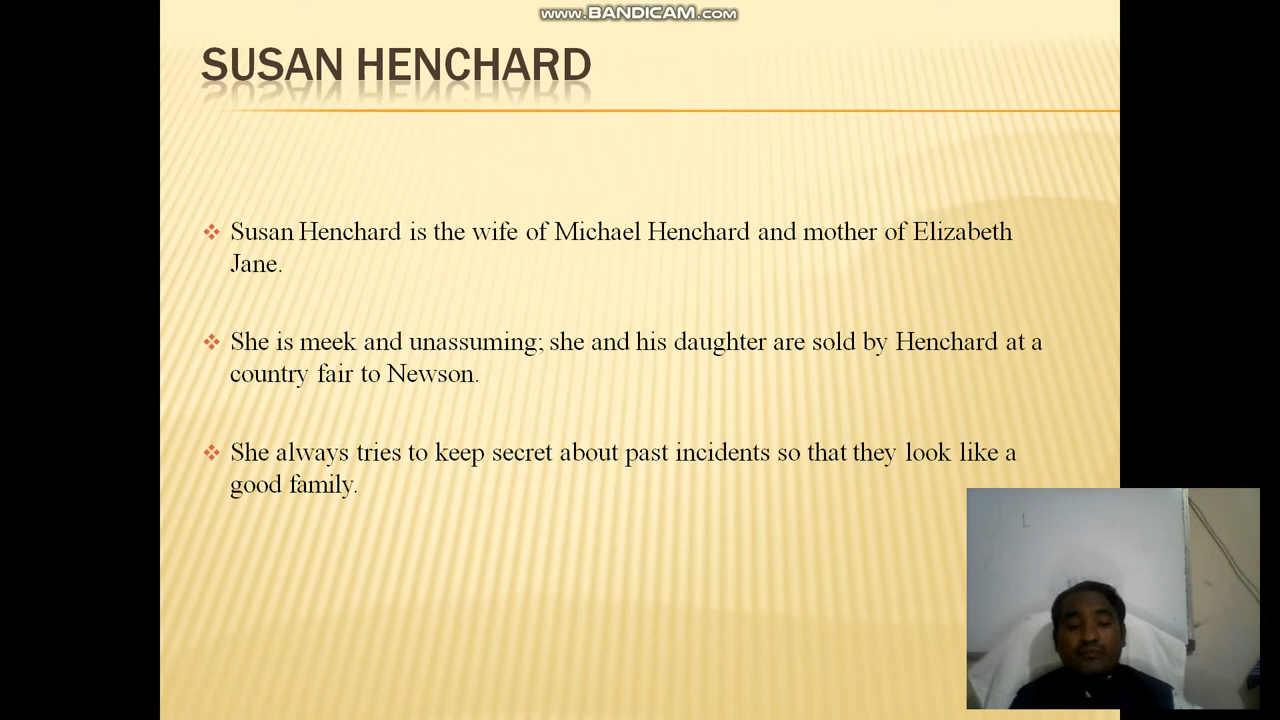 www.BANDICAM.com
SUSAN HENCHARD
Susan Henchard is the wife of Michael Henchard and mother of Elizabeth
Jane.
She is meek and unassuming; she and his daughter are sold by Henchard at a
country fair to Newson.
She always tries to keep secret about past incidents so that they look like a
good family.